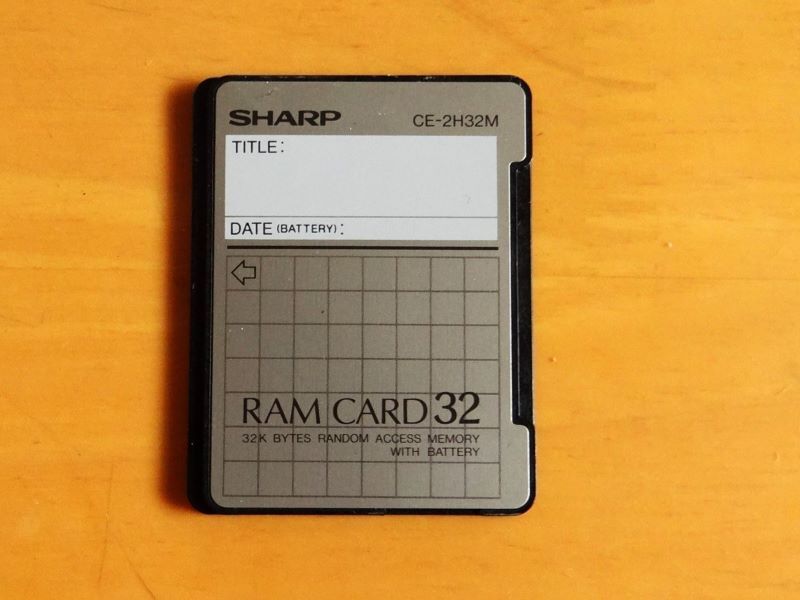 SHARP CE-2H32M
TITLE:
DATE (BATTERY):
RAM CARD 32
32K BYTES RANDOM ACCESS MEMORY
WITH BATTERY